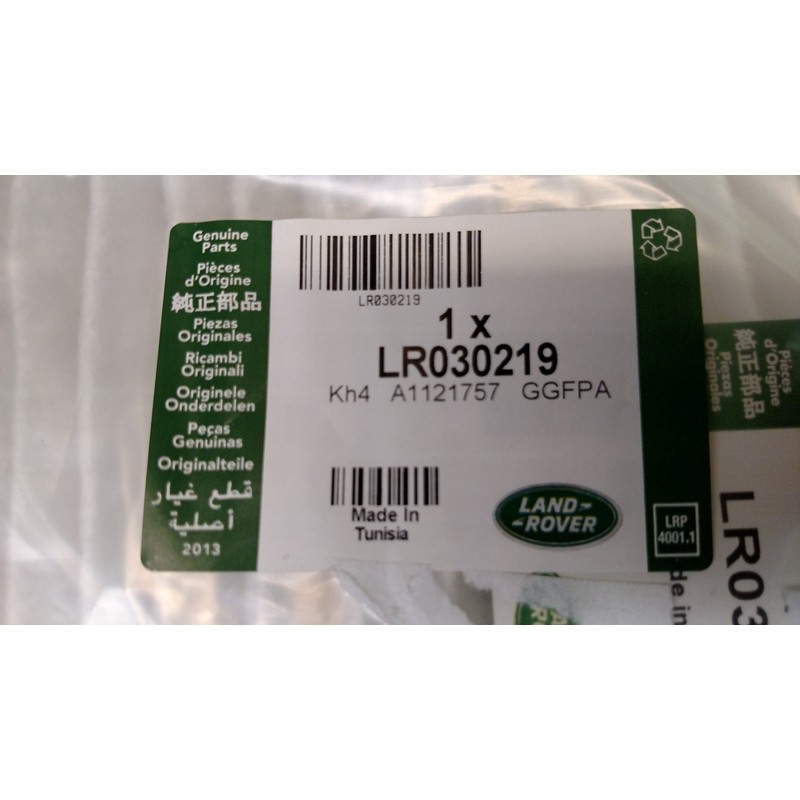 Genuine
Parts
Pièces
d'Origine
純正部品
Piezas
Originales
Ricambi
Originali
Originele
Onderdelen
Peças
Genuinas
Originalteile
قطع غيار
أصلية
2013
LR030219
1 x
LR030219
Kh4 A1121757 GGFPA
Made In
Tunisia
LAND-
-ROVER
LRP
4001.1
Pièces
d'Origine
純正部品
Piezas
Originales
LR03
de in